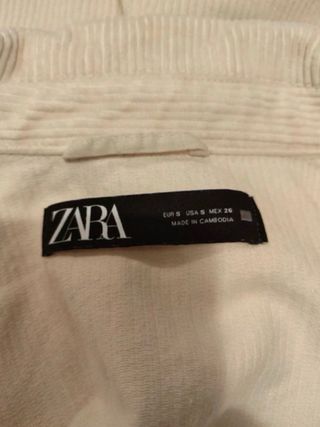 ZARA
EUR S USA S MEX 26
MADE IN CAMBODIA